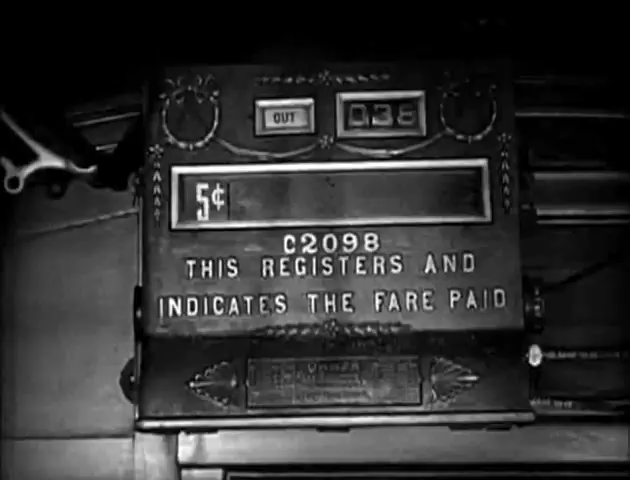 OUT 038
5¢
C2098
THIS REGISTERS AND
INDICATES THE FARE PAID